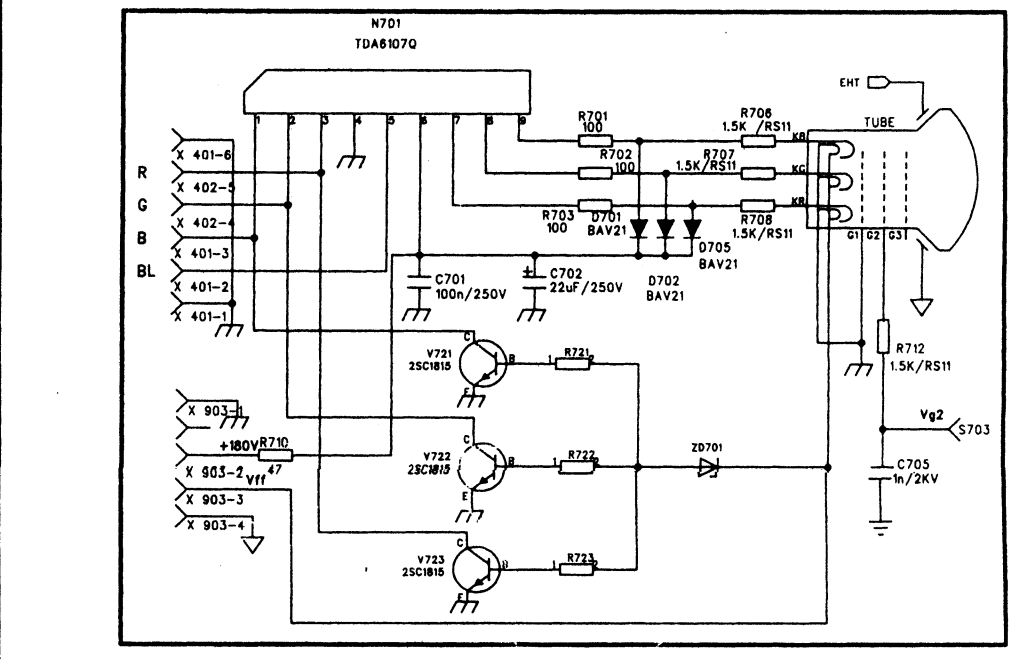 N701
TDA6107Q
1 2 3 4 5 6 7 8 9
EHT
TUBE
R701
100
R706
1.5K /RS11
KB
X 401-6
R
X 402-5
R702
100
R707
1.5K/RS11
KG
G
X 402-4
R703
100
D701
BAV21
R708
1.5K/RS11
KR
G1 G2 G3
B
X 401-3
D705
BAV21
BL
X 401-2
C701
100n/250V
+
C702
22uF/250V
D702
BAV21
X 401-1
C
V721
2SC1815
B
1 R721 2
E
R712
1.5K/RS11
X 903-1
Vg2
S703
+180V
R710
47
C
V722
2SC1815
B
R722 2
E
ZD701
X 903-2
Vff
C705
1n/2KV
X 903-3
X 903-4
C
V723
2SC1815
1 R723 2
E